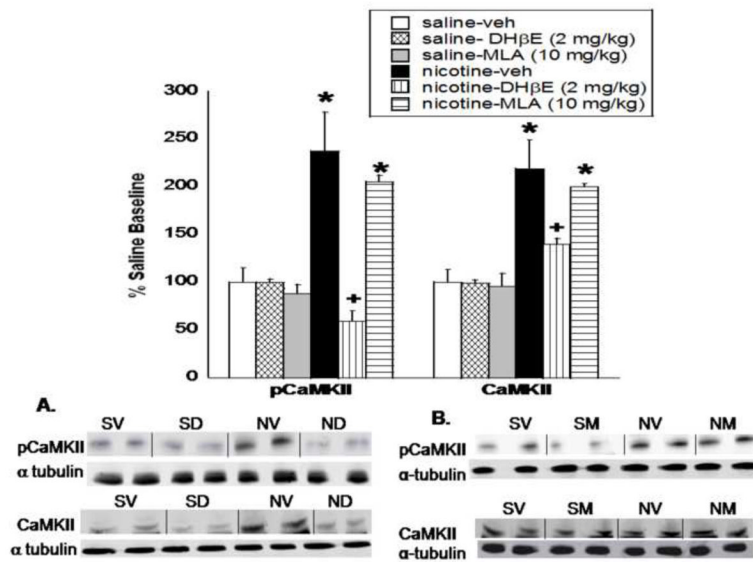 saline-veh
saline- DHβE (2 mg/kg)
saline-MLA (10 mg/kg)
nicotine-veh
nicotine-DHβE (2 mg/kg)
nicotine-MLA (10 mg/kg)
% Saline Baseline
300
250
200
150
100
50
0
* + * * + *
pCaMKII CaMKII
A.
SV SD NV ND
pCaMKII
α tubulin
SV SD NV ND
CaMKII
α tubulin
B.
SV SM NV NM
pCaMKII
α-tubulin
SV SM NV NM
CaMKII
α-tubulin